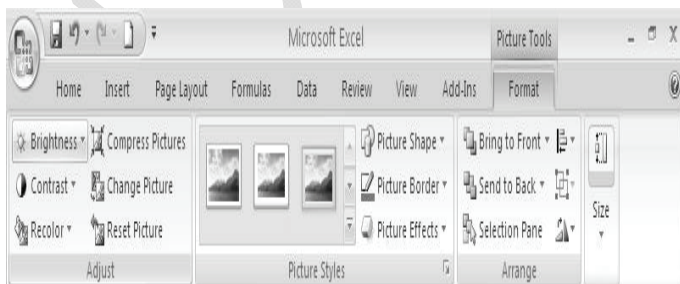 Microsoft Excel Picture Tools
Home Insert Page Layout Formulas Data Review View Add-Ins Format
Brightness Compress Pictures Picture Shape Bring to Front
Contrast Change Picture Picture Border Send to Back
Recolor Reset Picture Picture Effects Selection Pane Size
Adjust Picture Styles Arrange